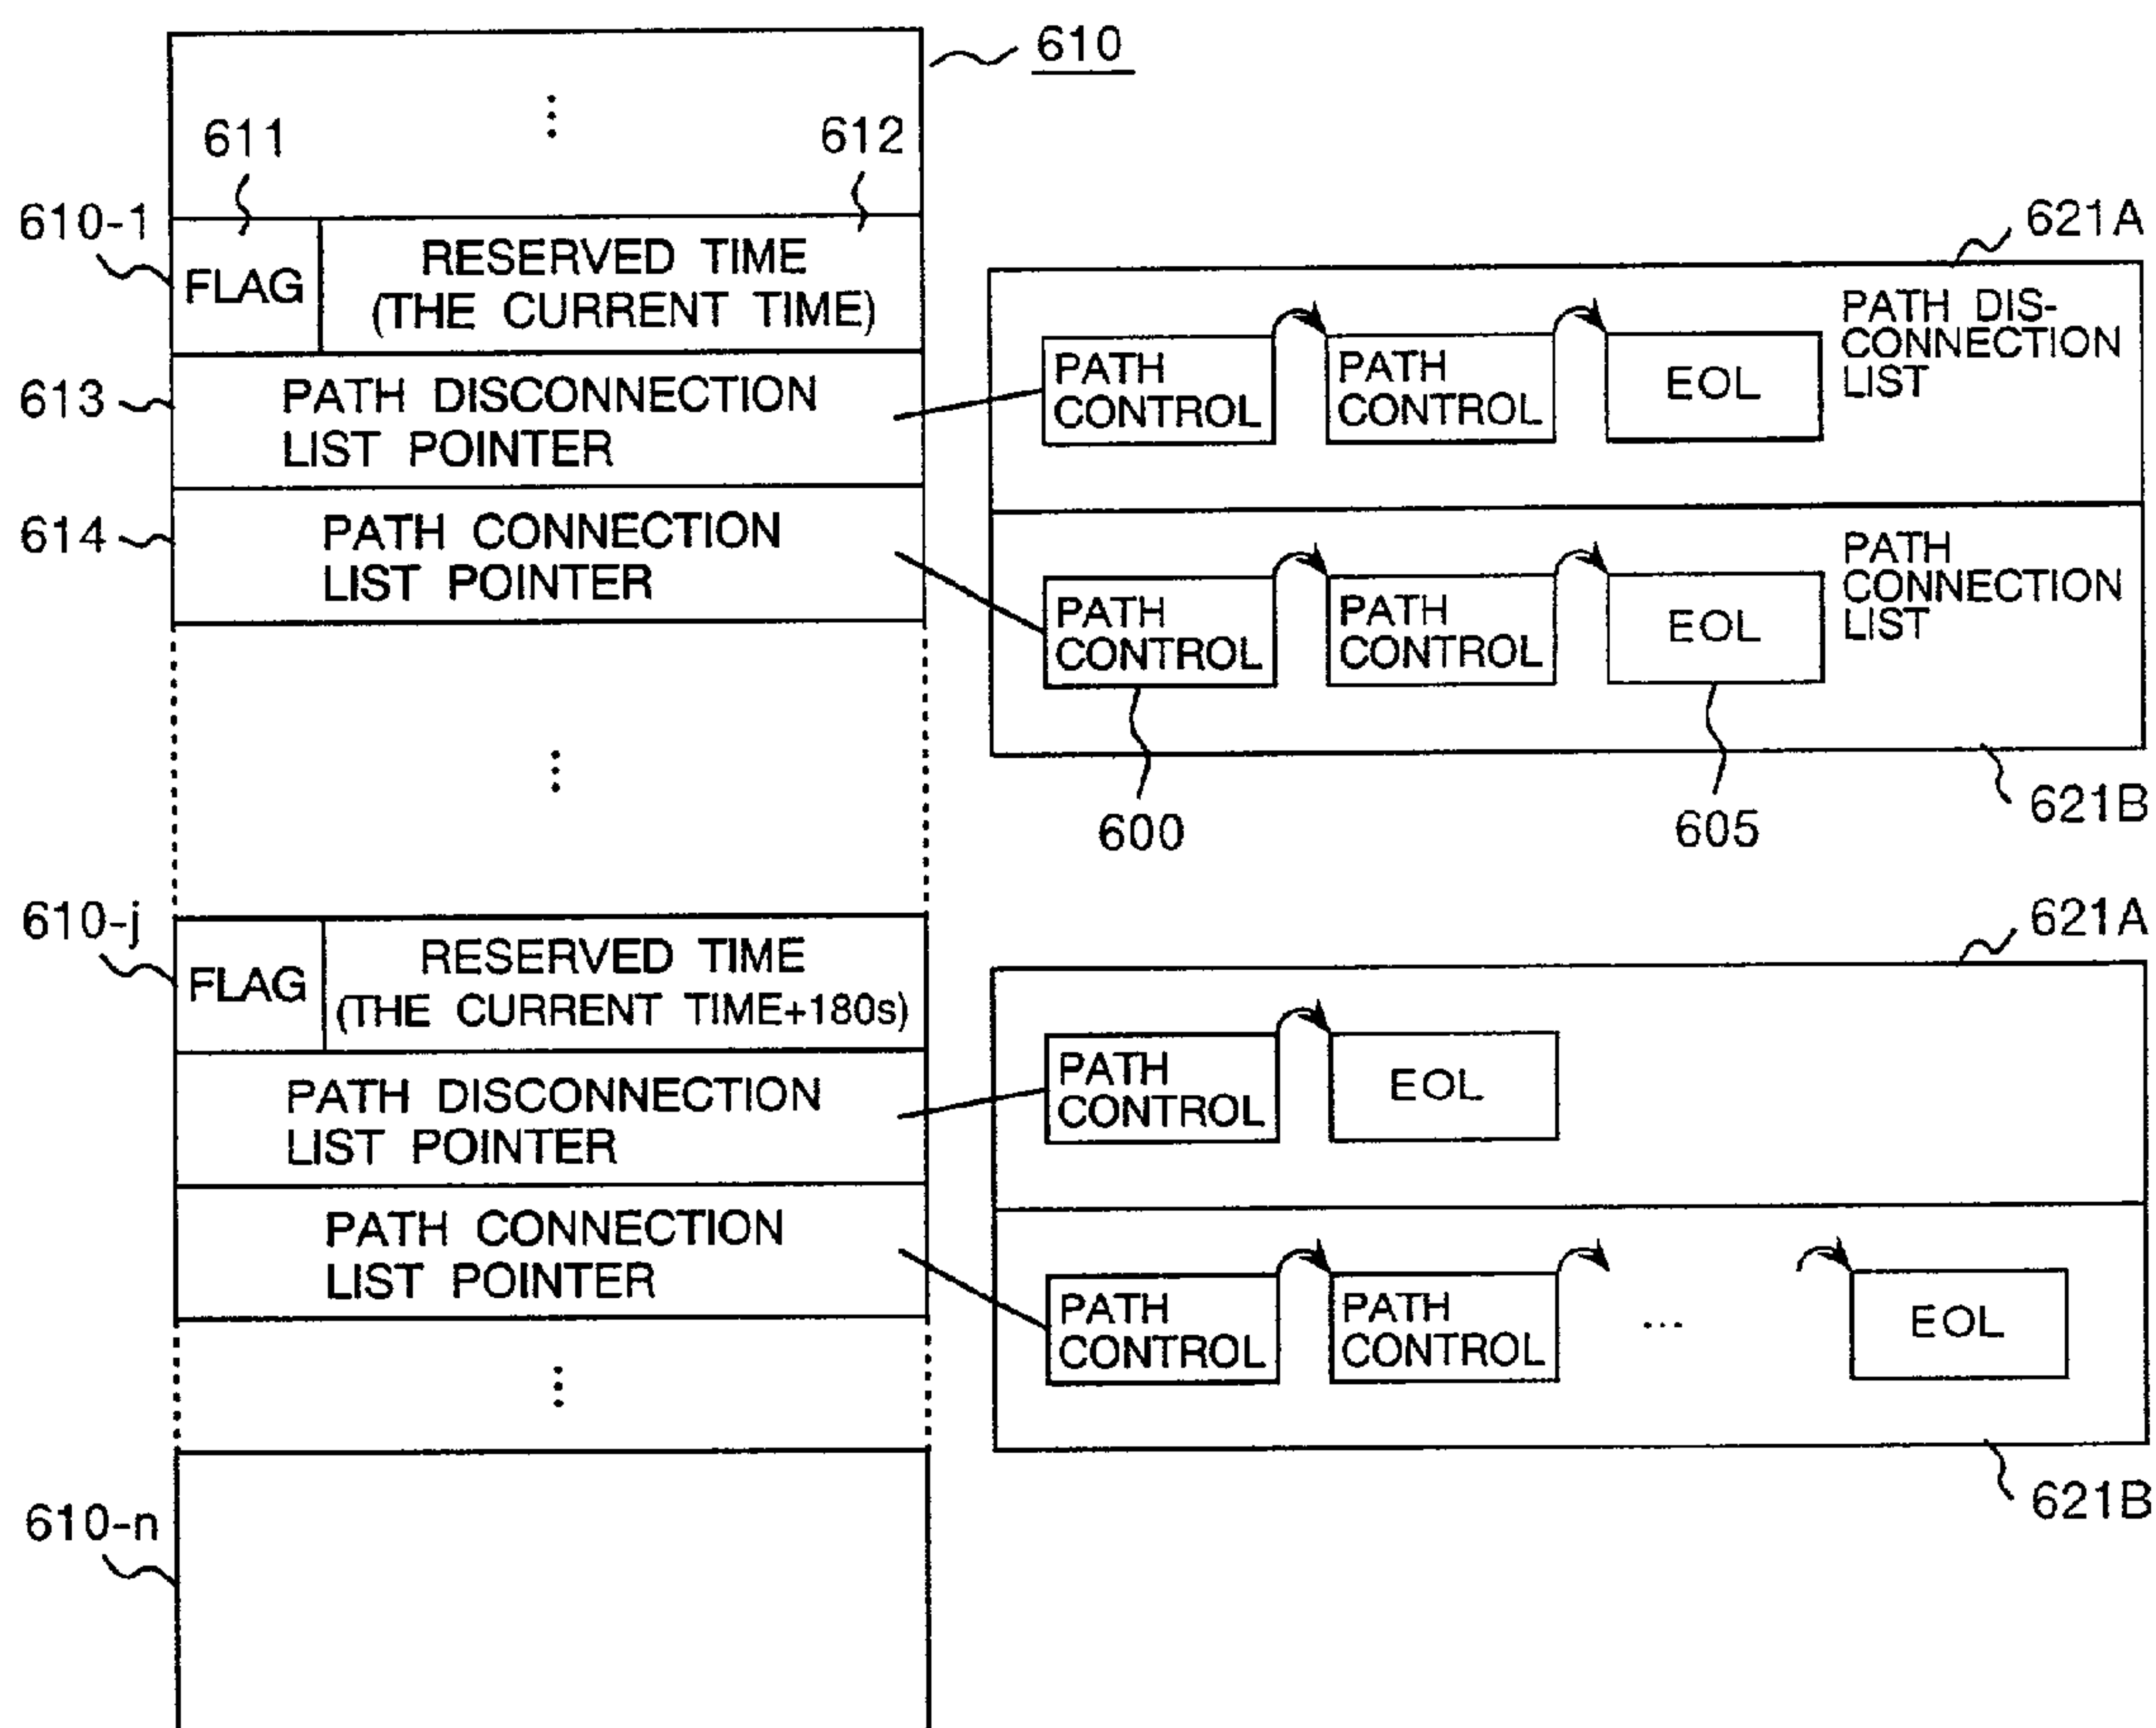 610
611
612
610-1
FLAG
RESERVED TIME
(THE CURRENT TIME)
613
PATH DISCONNECTION
LIST POINTER
614
PATH CONNECTION
LIST POINTER
621A
PATH
CONTROL
PATH
CONTROL
EOL
PATH DIS-
CONNECTION
LIST
PATH
CONTROL
PATH
CONTROL
EOL
PATH
CONNECTION
LIST
600
605
621B
610-j
FLAG
RESERVED TIME
(THE CURRENT TIME+180s)
PATH DISCONNECTION
LIST POINTER
PATH CONNECTION
LIST POINTER
621A
PATH
CONTROL
EOL
PATH
CONTROL
PATH
CONTROL
...
EOL
621B
610-n